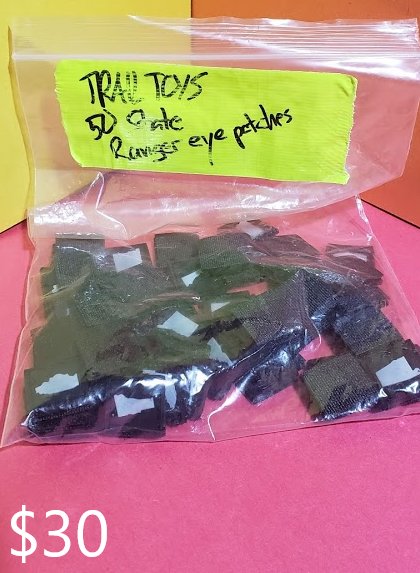 TRAIL TOYS
50 State
Ranger eye patches
$30